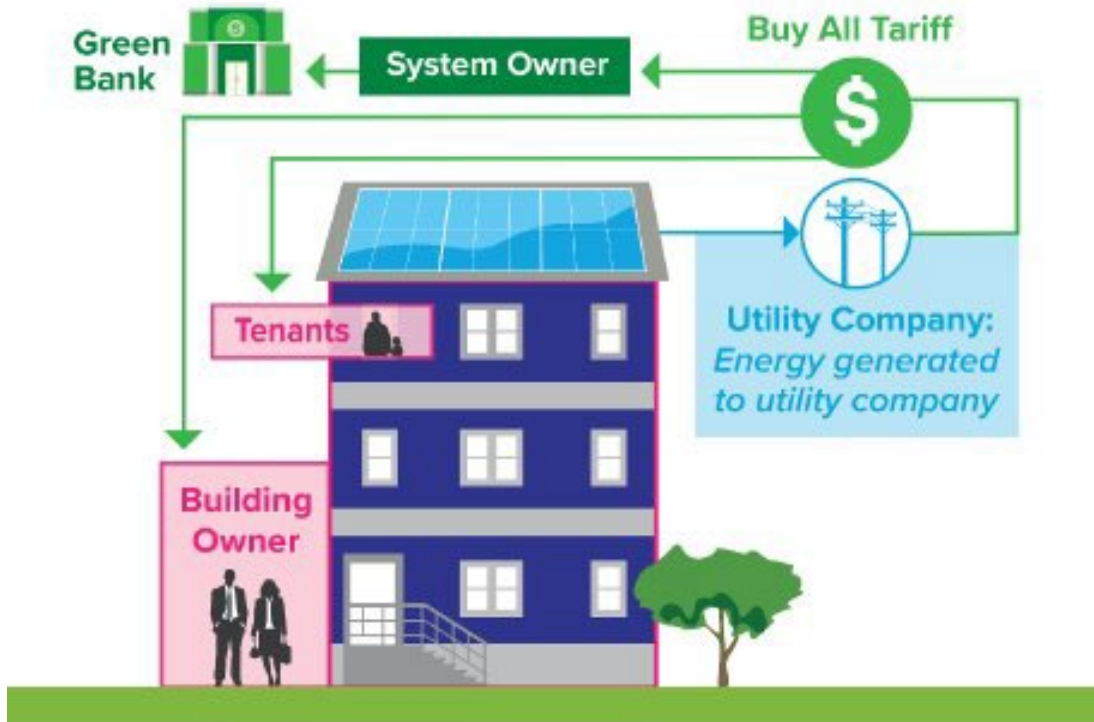 Green
Bank
System Owner
Buy All Tariff
$
$
Tenants
Utility Company:
Energy generated
to utility company
Building
Owner